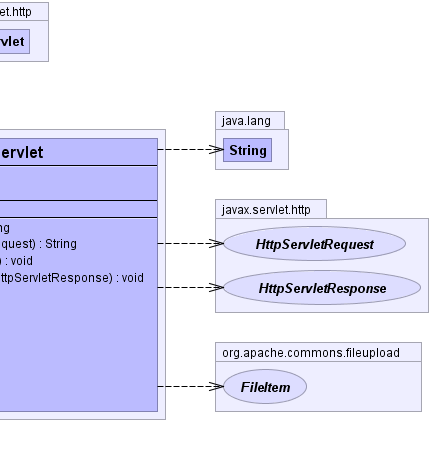 et.http
rvlet
java.lang
String
ervlet
javax.servlet.http
HttpServletRequest
HttpServletResponse
ng
quest) : String
) : void
ttpServletResponse) : void
org.apache.commons.fileupload
FileItem